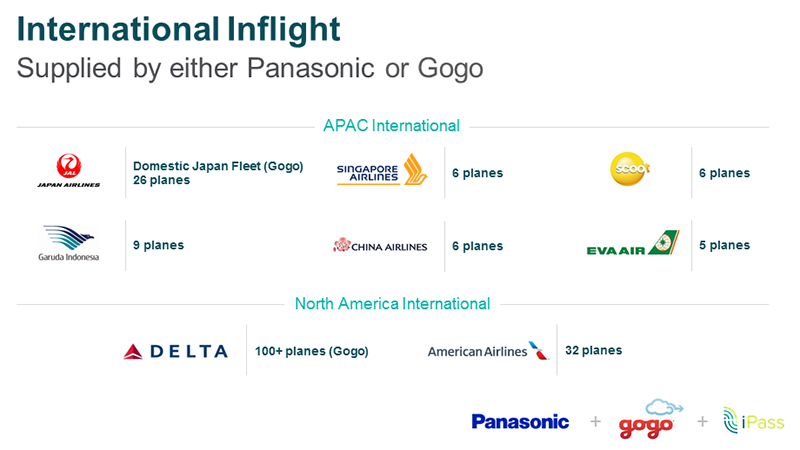 International Inflight
Supplied by either Panasonic or Gogo
APAC International
JAL
JAPAN AIRLINES
Domestic Japan Fleet (Gogo)
26 planes
SINGAPORE
AIRLINES
6 planes
scoot
6 planes
Garuda Indonesia
9 planes
CHINA AIRLINES
6 planes
EVA AIR
5 planes
North America International
DELTA
100+ planes (Gogo)
American Airlines
32 planes
Panasonic + gogo + iPass